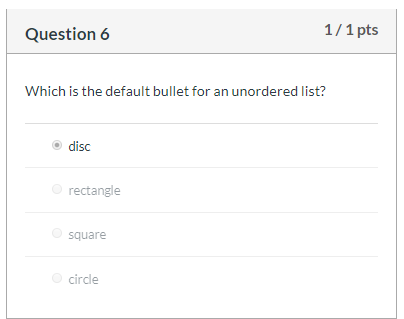 Question 6
1 / 1 pts
Which is the default bullet for an unordered list?
disc
rectangle
square
circle